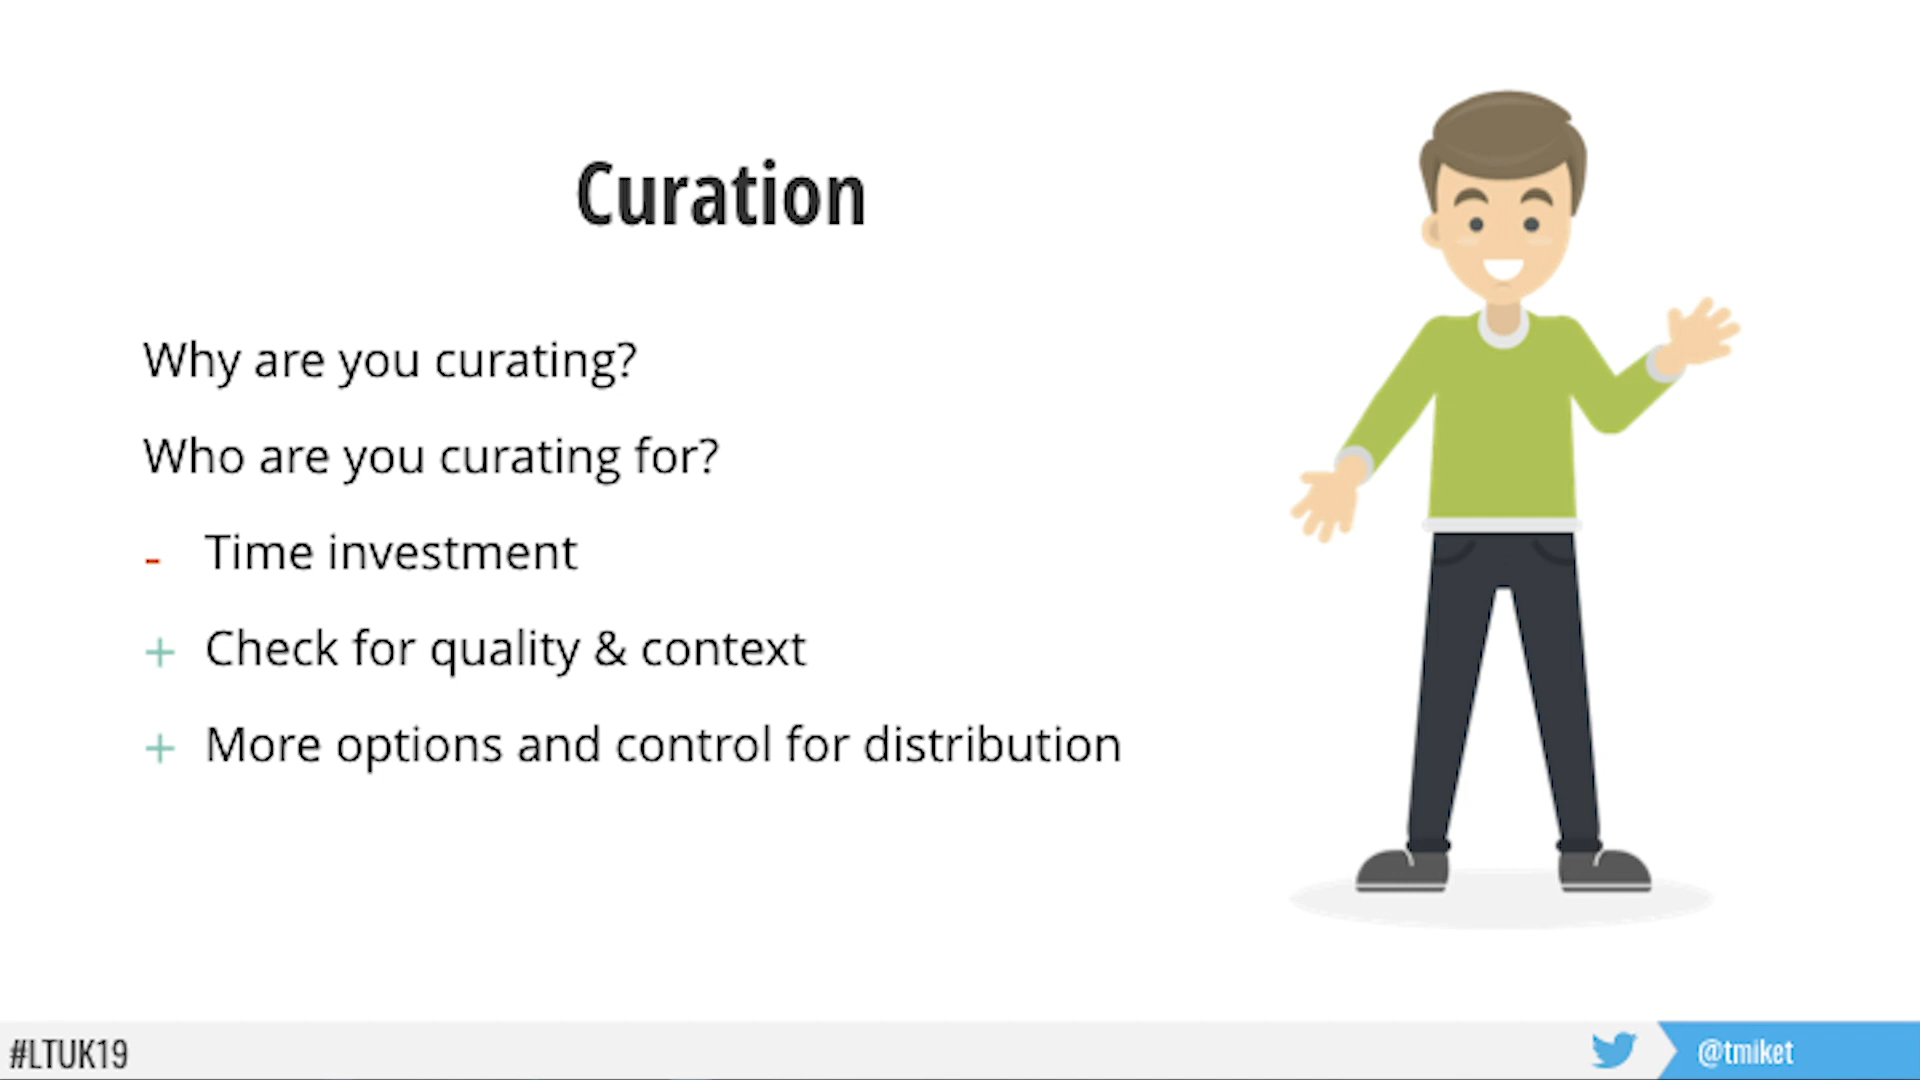 Curation
Why are you curating?
Who are you curating for?
- Time investment
+ Check for quality & context
+ More options and control for distribution
#LTUK19
@tmiket